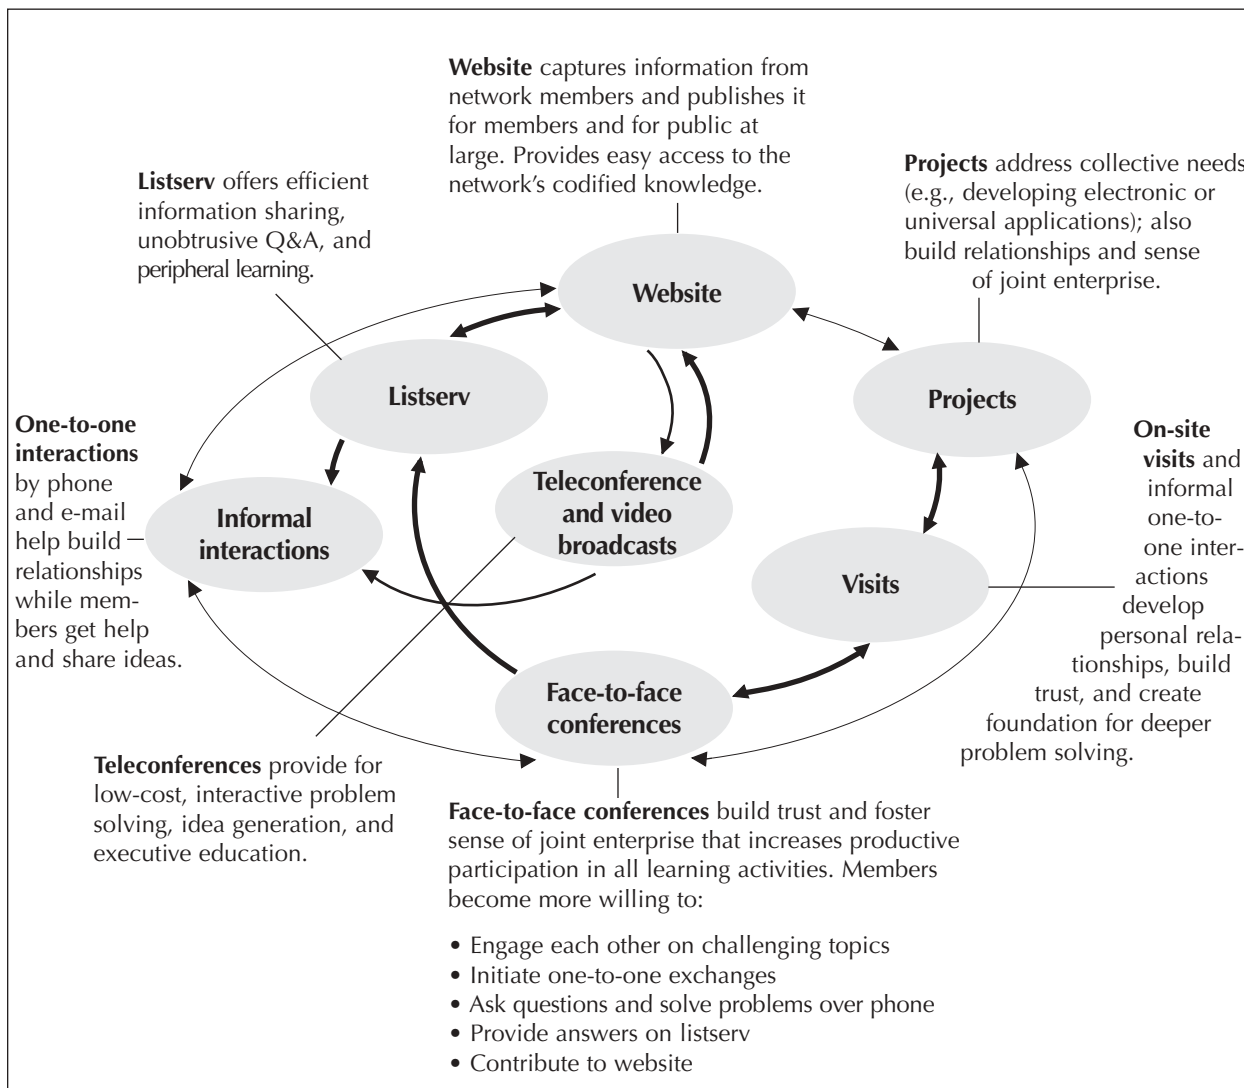 Website captures information from
network members and publishes it
for members and for public at
large. Provides easy access to the
network's codified knowledge.
Listserv offers efficient
information sharing,
unobtrusive Q&A, and
peripheral learning.
Projects address collective needs
(e.g., developing electronic or
universal applications); also
build relationships and sense
of joint enterprise.
Website
Listserv
Projects
One-to-one
interactions
by phone
and e-mail
help build
relationships
while mem-
bers get help
and share ideas.
Informal
interactions
Teleconference
and video
broadcasts
On-site
visits and
informal
one-to-
one inter-
actions
develop
personal rela-
tionships, build
trust, and create
foundation for deeper
problem solving.
Visits
Face-to-face
conferences
Teleconferences provide for
low-cost, interactive problem
solving, idea generation, and
executive education.
Face-to-face conferences build trust and foster
sense of joint enterprise that increases productive
participation in all learning activities. Members
become more willing to:
• Engage each other on challenging topics
• Initiate one-to-one exchanges
• Ask questions and solve problems over phone
• Provide answers on listserv
• Contribute to website